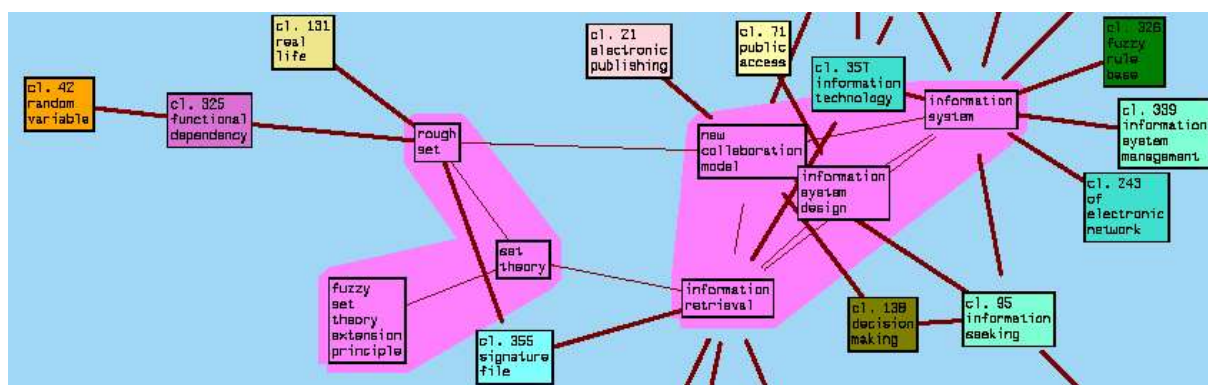 cl. 42
random
variable
cl. 325
functional
dependency
cl. 131
real
life
rough
set
cl. 21
electronic
publishing
cl. 71
public
access
cl. 357
information
technology
information
system
cl. 326
fuzzy
rule
base
cl. 339
information
system
management
cl. 243
of
electronic
network
new
collaboration
model
information
system
design
set
theory
fuzzy
set
theory
extension
principle
information
retrieval
cl. 355
signature
file
cl. 138
decision
making
cl. 95
information
seeking